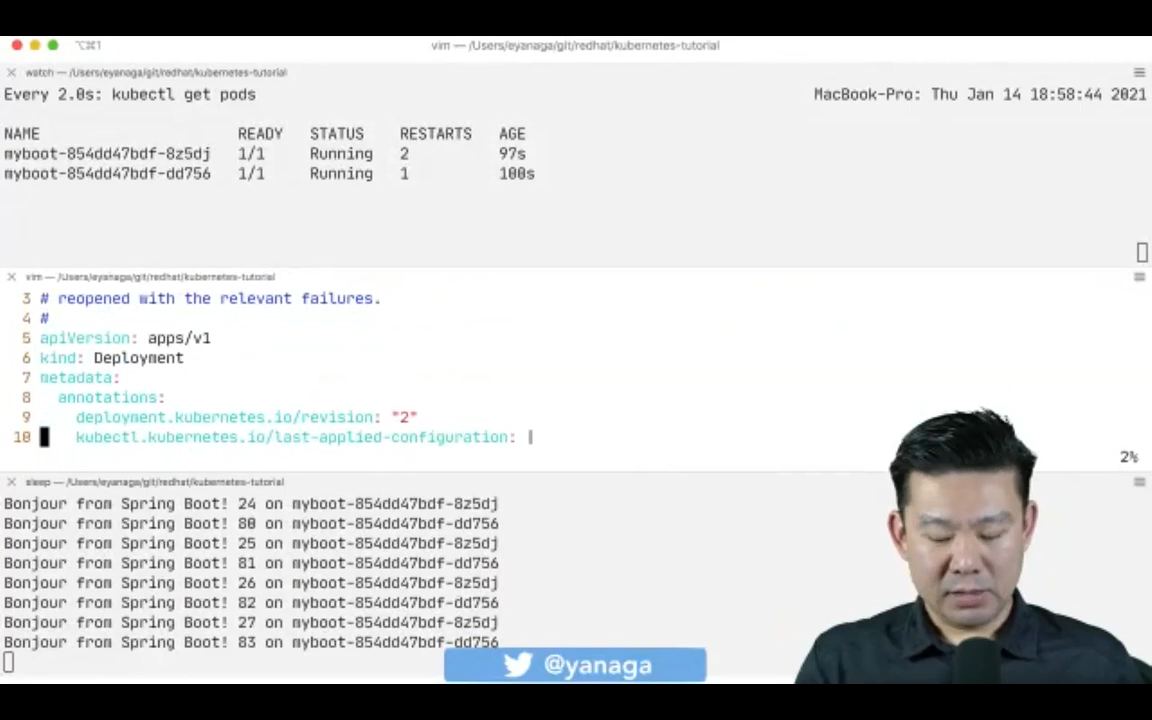 ⌥⌘1
vim — /Users/eyanaga/git/redhat/kubernetes-tutorial
watch — /Users/eyanaga/git/redhat/kubernetes-tutorial
Every 2.0s: kubectl get pods
MacBook-Pro: Thu Jan 14 18:58:44 2021
NAME READY STATUS RESTARTS AGE
myboot-854dd47bdf-8z5dj 1/1 Running 2 97s
myboot-854dd47bdf-dd756 1/1 Running 1 100s
vim — /Users/eyanaga/git/redhat/kubernetes-tutorial
3 # reopened with the relevant failures.
4 #
5 apiVersion: apps/v1
6 kind: Deployment
7 metadata:
8 annotations:
9 deployment.kubernetes.io/revision: "2"
10 kubectl.kubernetes.io/last-applied-configuration: |
2%
sleep — /Users/eyanaga/git/redhat/kubernetes-tutorial
Bonjour from Spring Boot! 24 on myboot-854dd47bdf-8z5dj
Bonjour from Spring Boot! 80 on myboot-854dd47bdf-dd756
Bonjour from Spring Boot! 25 on myboot-854dd47bdf-8z5dj
Bonjour from Spring Boot! 81 on myboot-854dd47bdf-dd756
Bonjour from Spring Boot! 26 on myboot-854dd47bdf-8z5dj
Bonjour from Spring Boot! 82 on myboot-854dd47bdf-dd756
Bonjour from Spring Boot! 27 on myboot-854dd47bdf-8z5dj
Bonjour from Spring Boot! 83 on myboot-854dd47bdf-dd756
@yanaga